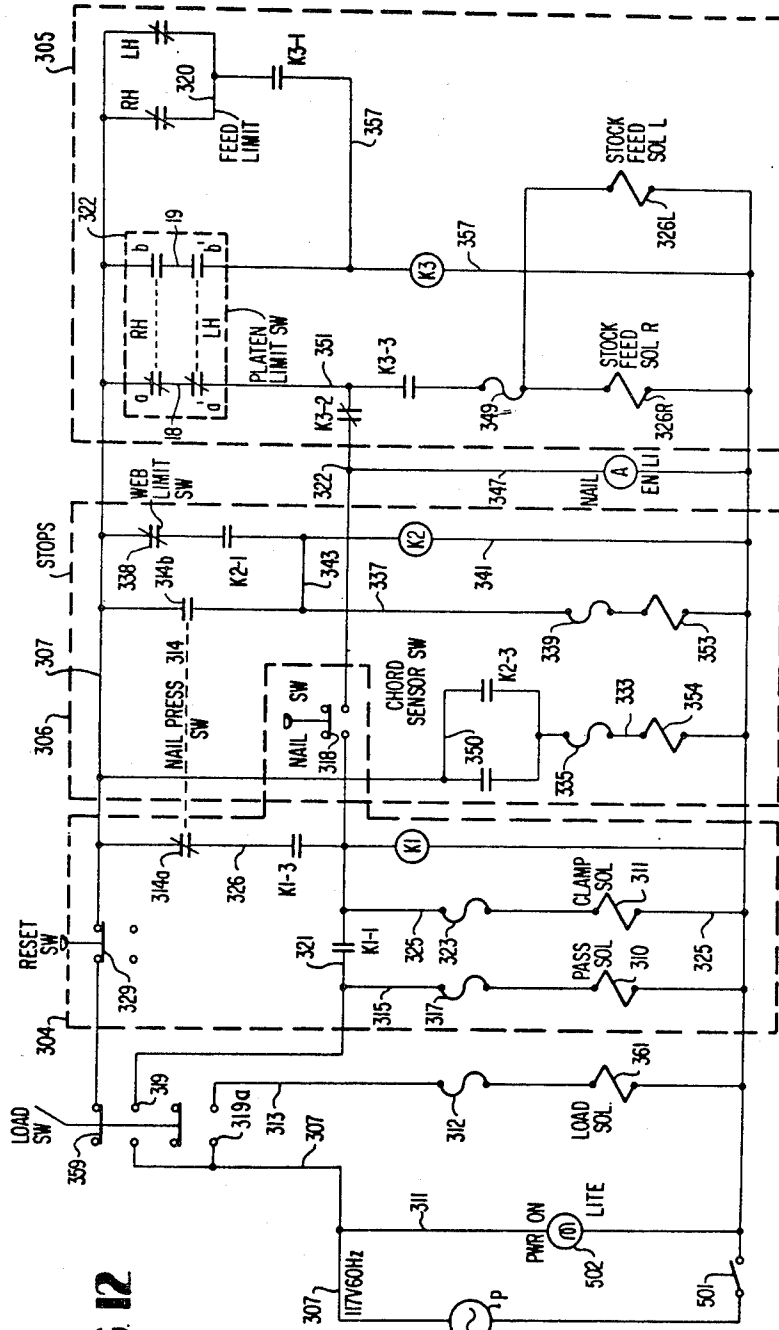 305
LH
RH
320
FEED
LIMIT
K3-1
357
322
b
19
b'
RH
LH
PLATEN
LIMIT SW
a
18
a'
351
K3
357
K3-2
K3-3
349
STOCK
FEED
SOL R
326R
STOCK
FEED
SOL L
326L
322
347
NAIL
A
EN LI
STOPS
WEB
LIMIT
SW
338
314b
K2-1
343
K2
341
306
307
314
NAIL PRESS
SW
337
339
353
NAIL
SW
318
CHORD
SENSOR SW
K2-3
350
335
333
354
314a
326
K1-3
K1
RESET
SW
329
321
K1-1
325
323
CLAMP
SOL
311
325
304
315
317
PASS
SOL
310
LOAD
SW
359
319
319a
313
312
LOAD
SOL.
361
307
307
117V60Hz
311
PWR ON
LITE
502
501
P
12